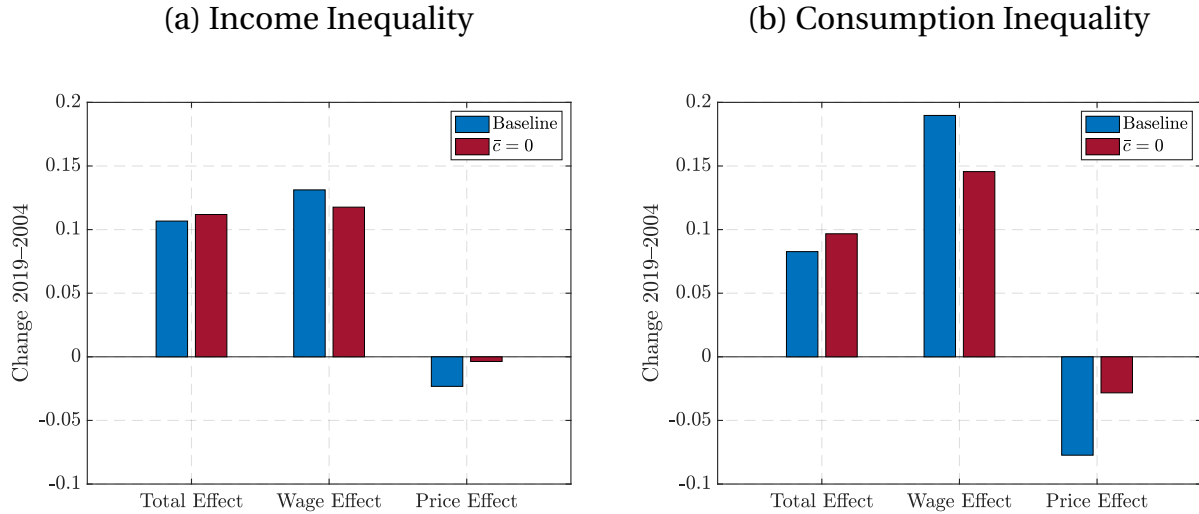 (a) Income Inequality
0.2
0.15
0.1
0.05
0
-0.05
-0.1
Change 2019–2004
Baseline
c̄ = 0
Total Effect Wage Effect Price Effect
(b) Consumption Inequality
0.2
0.15
0.1
0.05
0
-0.05
-0.1
Change 2019–2004
Baseline
c̄ = 0
Total Effect Wage Effect Price Effect